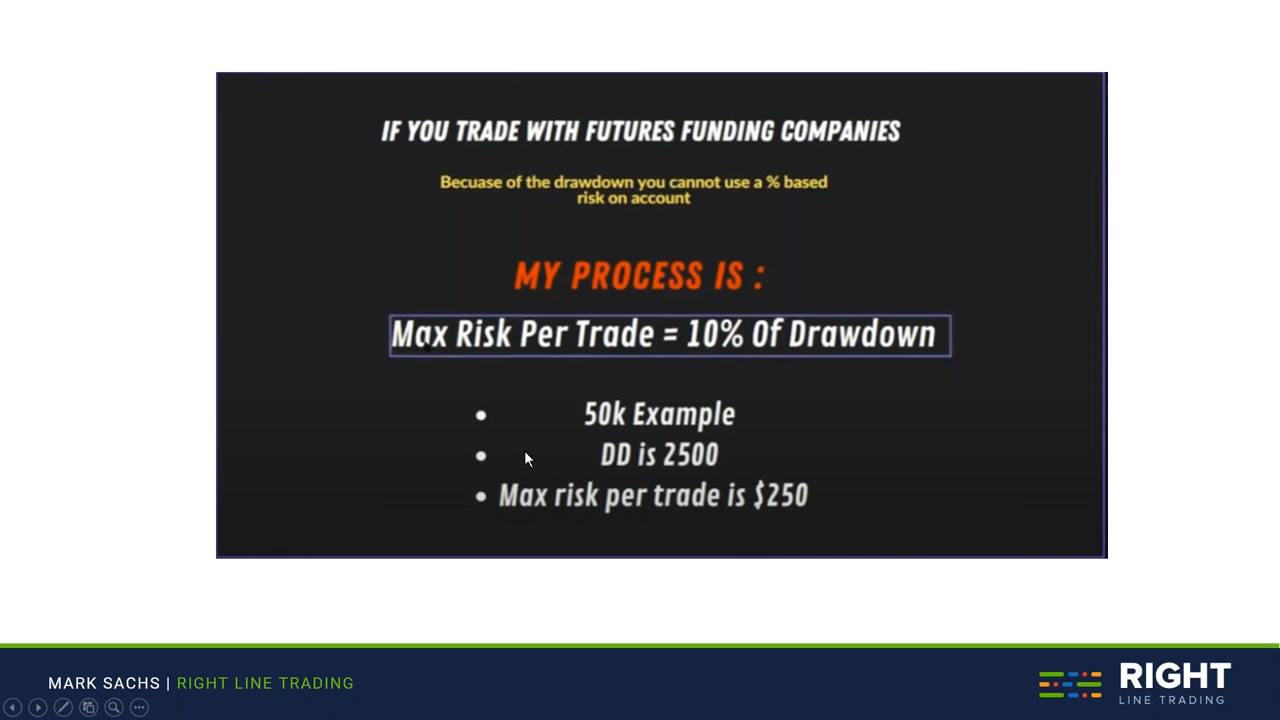 IF YOU TRADE WITH FUTURES FUNDING COMPANIES
Becuase of the drawdown you cannot use a % based
risk on account
MY PROCESS IS :
Max Risk Per Trade = 10% Of Drawdown
• 50k Example
• DD is 2500
• Max risk per trade is $250
MARK SACHS | RIGHT LINE TRADING
RIGHT
LINE TRADING